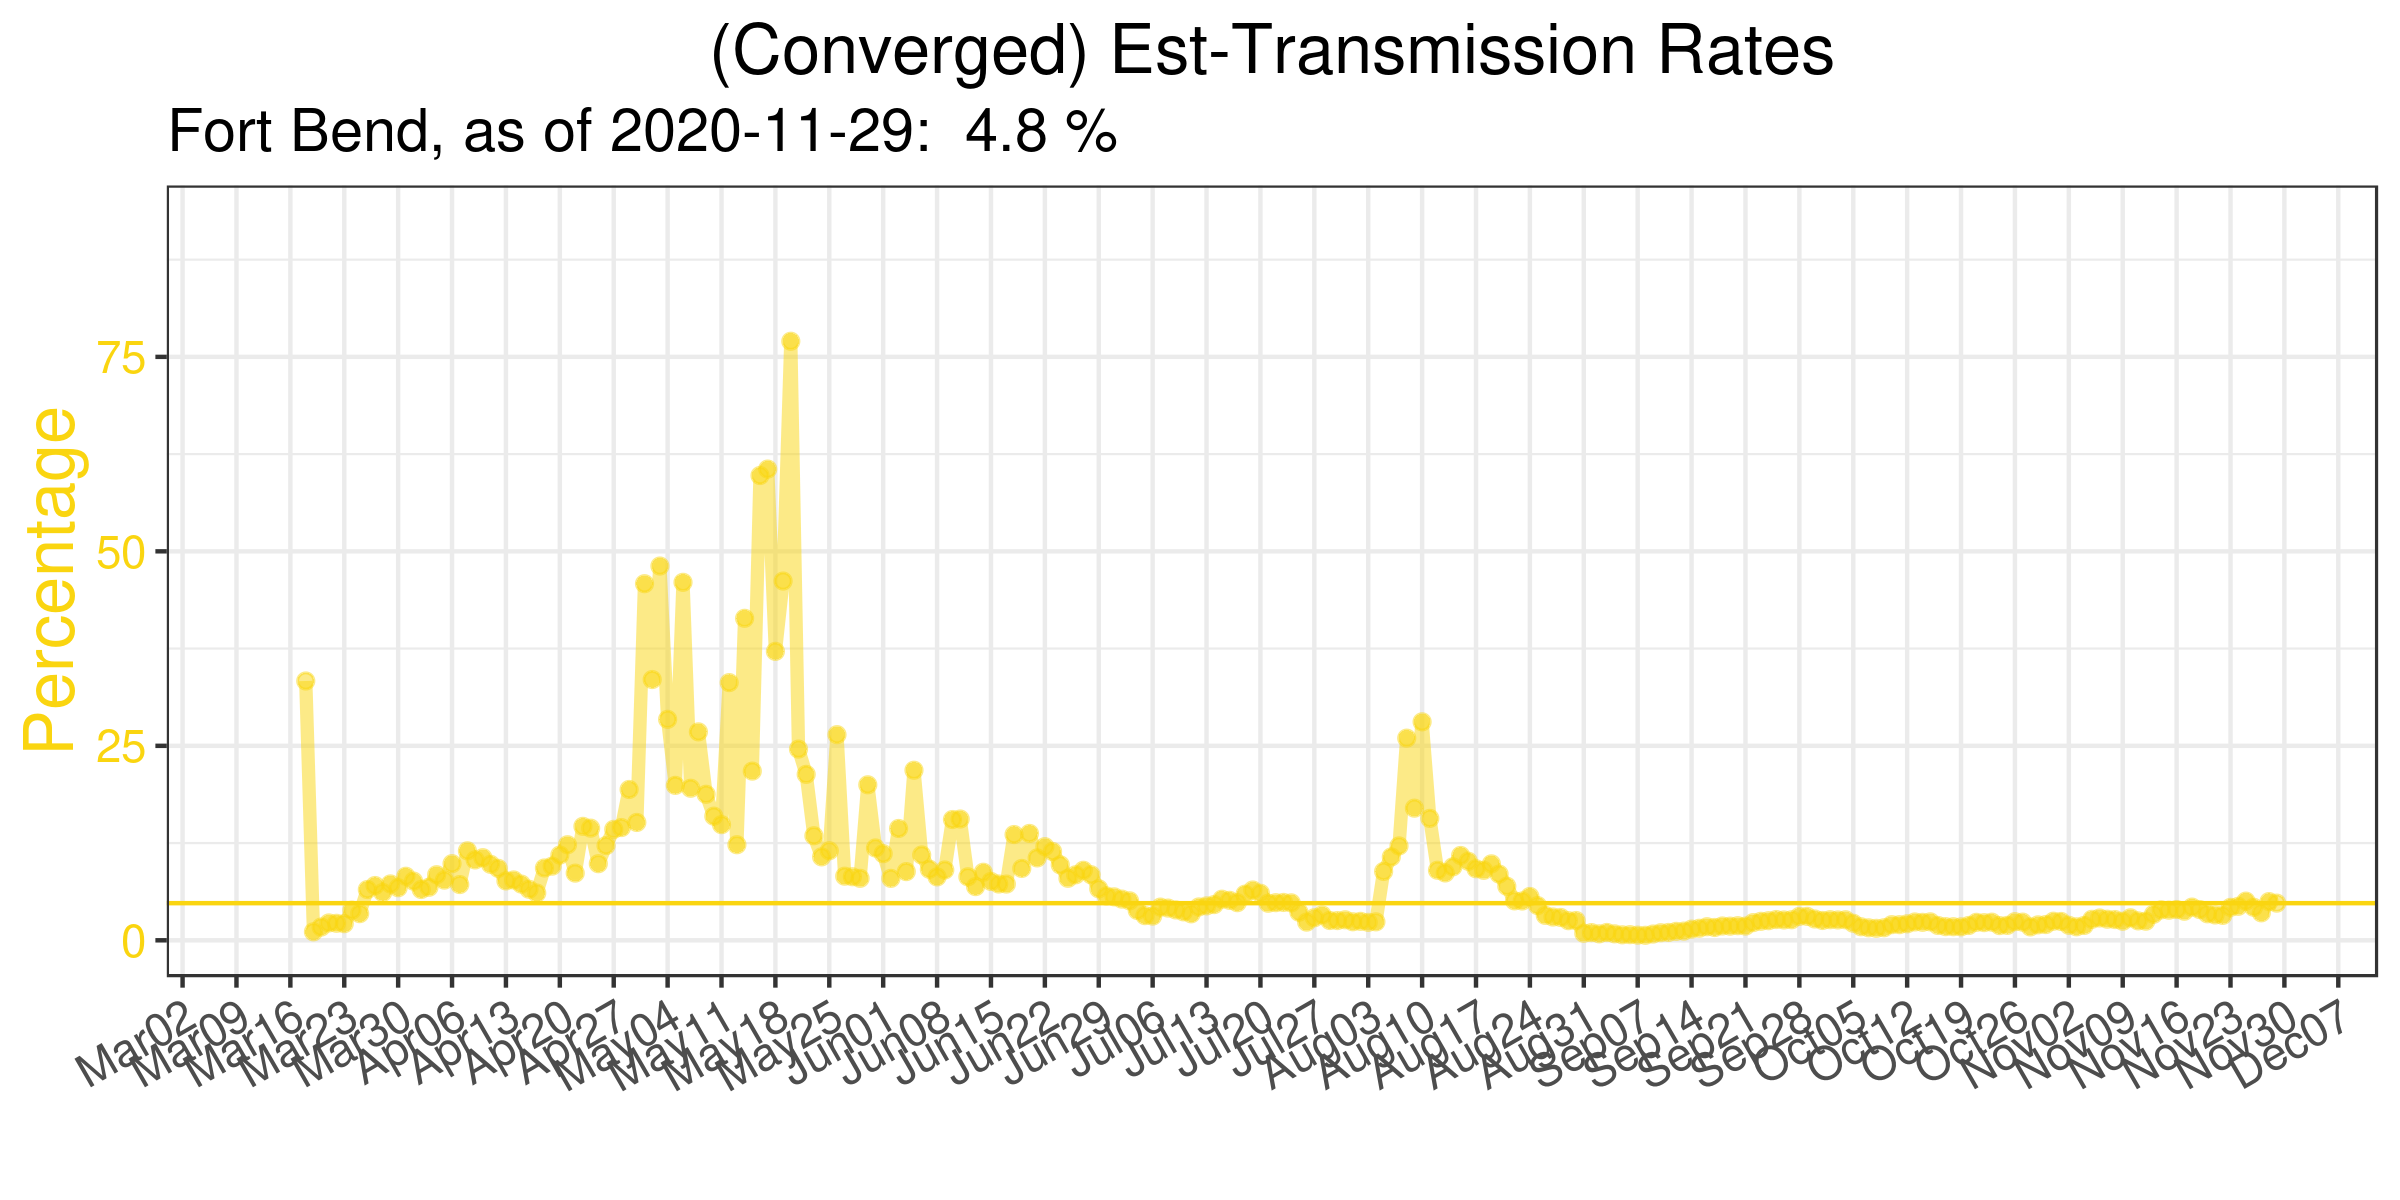 (Converged) Est-Transmission Rates
Fort Bend, as of 2020-11-29:  4.8 %
Percentage
75
50
25
0
Mar02
Mar09
Mar16
Mar23
Mar30
Apr06
Apr13
Apr20
Apr27
May04
May11
May18
May25
Jun01
Jun08
Jun15
Jun22
Jun29
Jul06
Jul13
Jul20
Jul27
Aug03
Aug10
Aug17
Aug24
Aug31
Sep07
Sep14
Sep21
Sep28
Oct05
Oct12
Oct19
Oct26
Nov02
Nov09
Nov16
Nov23
Nov30
Dec07